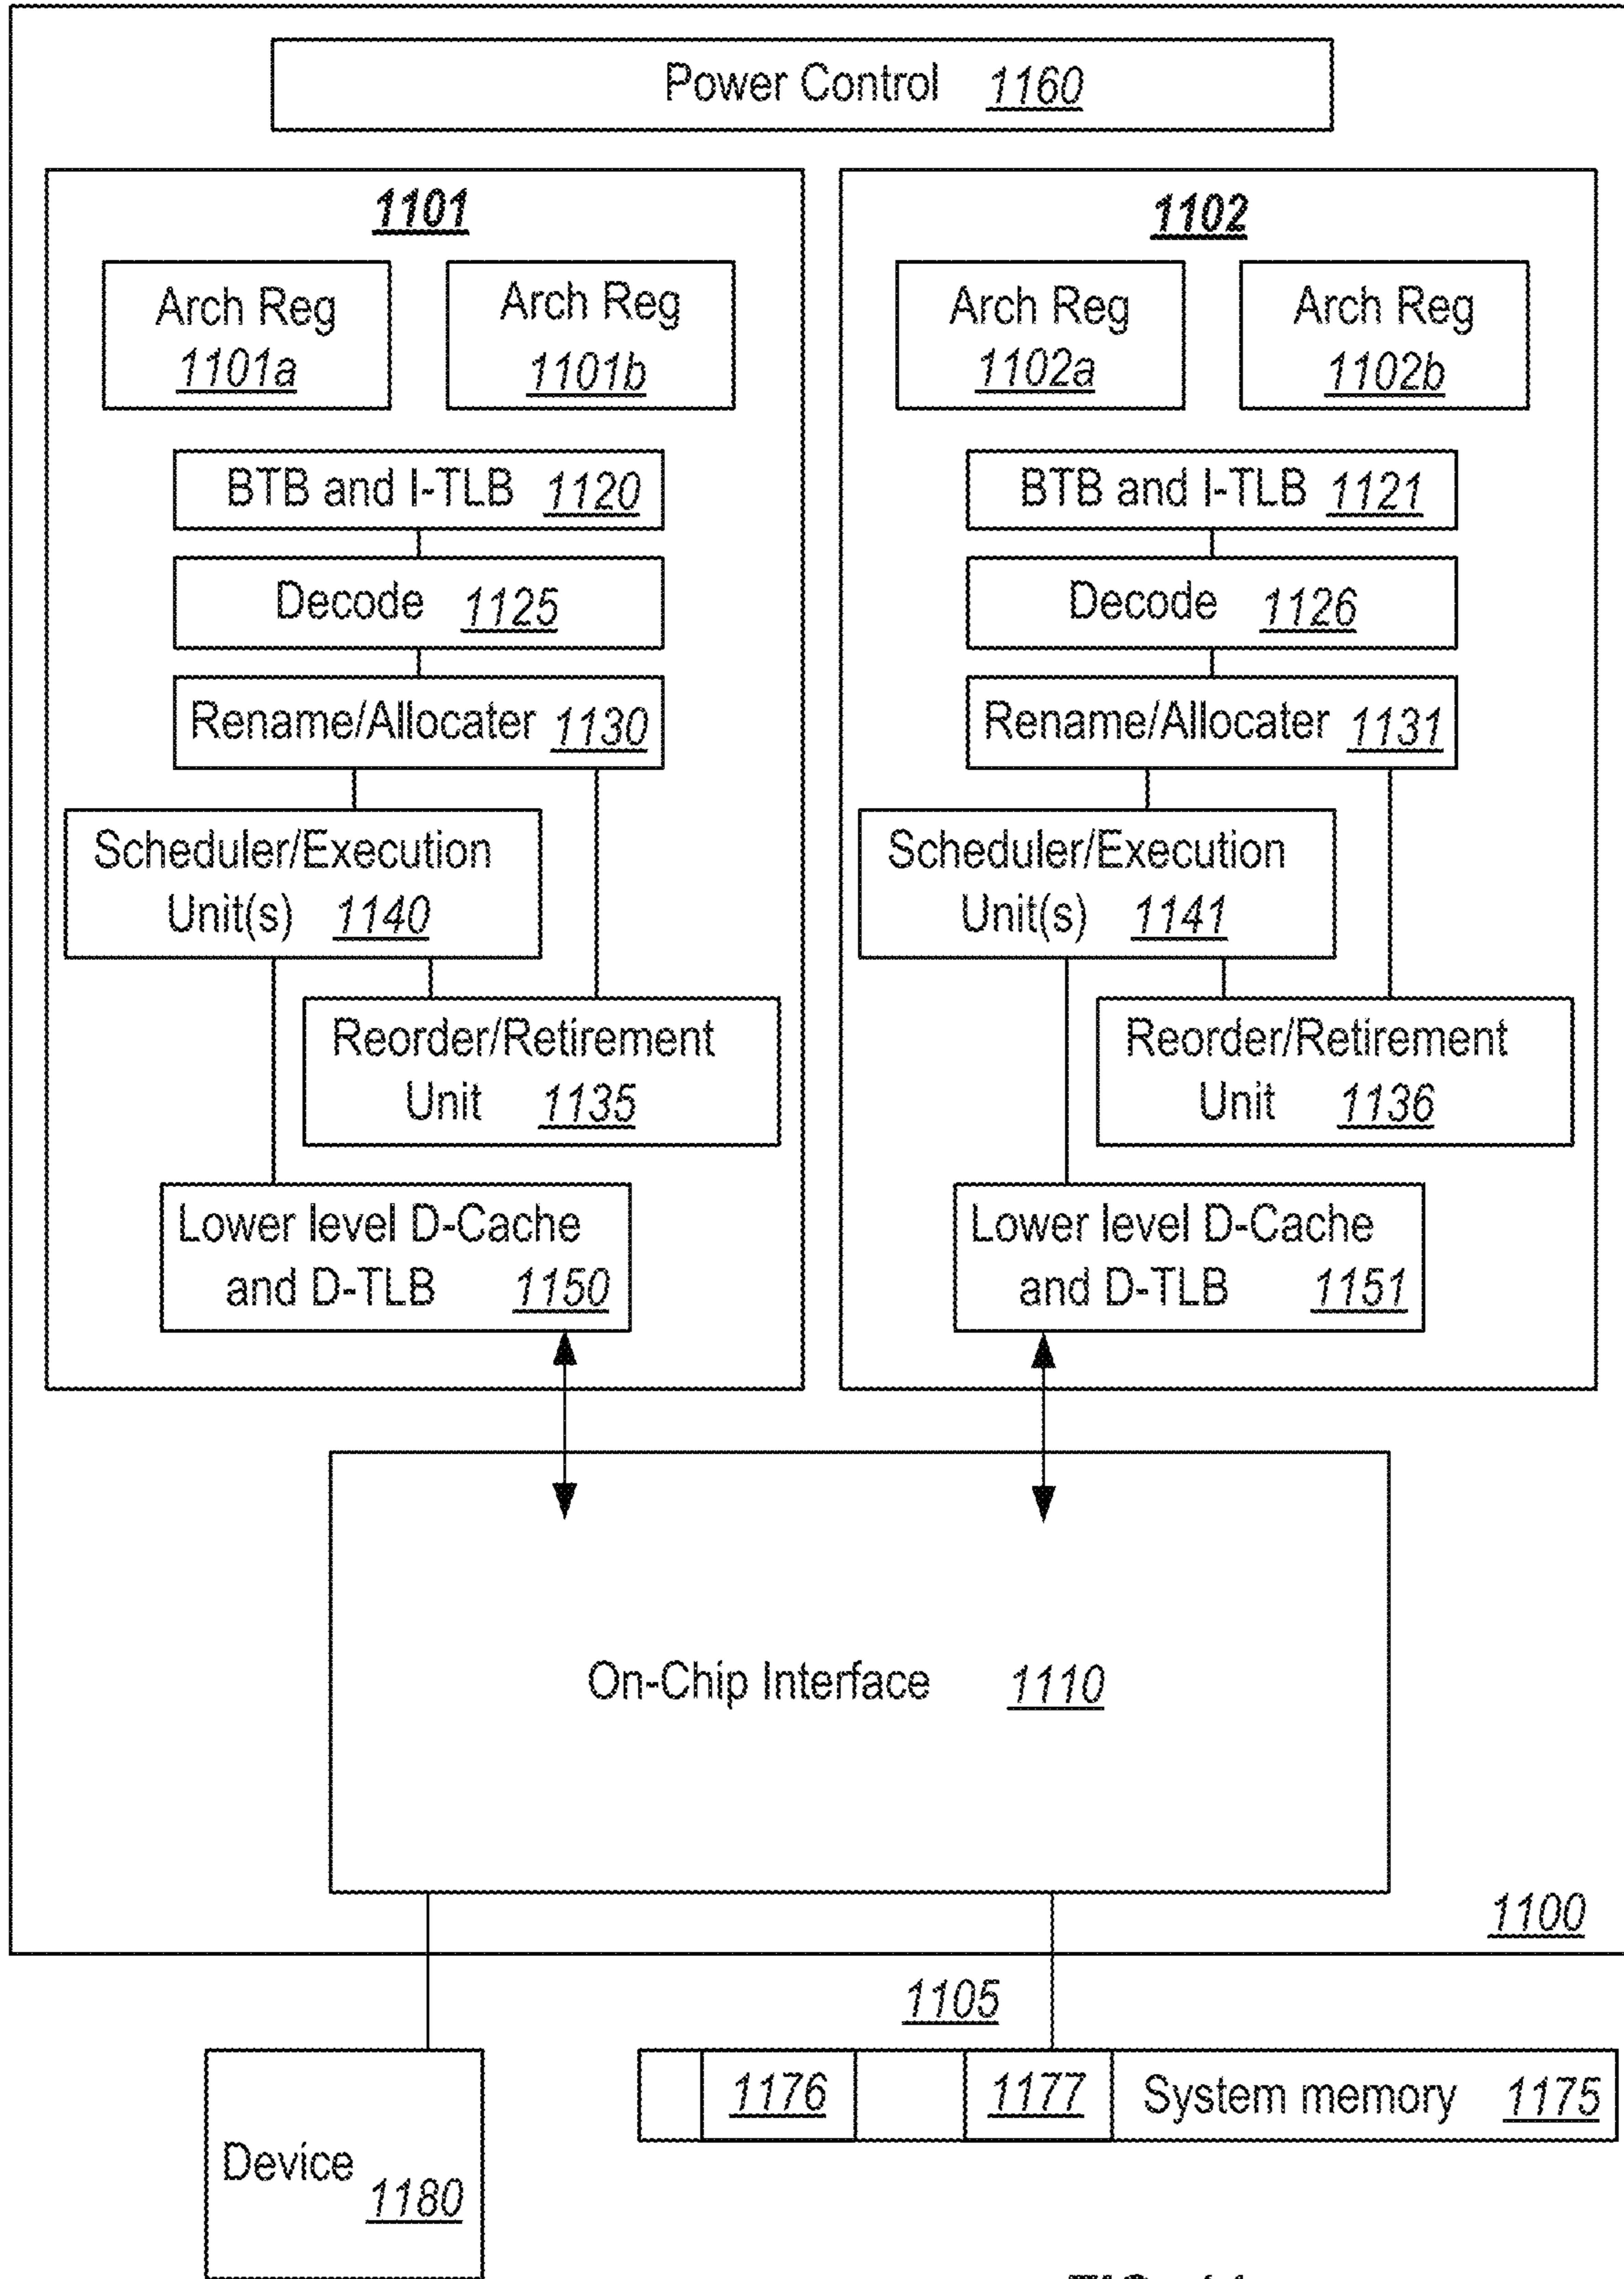 Power Control 1160
1101
Arch Reg
1101a
Arch Reg
1101b
BTB and I-TLB 1120
Decode 1125
Rename/Allocater 1130
Scheduler/Execution
Unit(s) 1140
Reorder/Retirement
Unit 1135
Lower level D-Cache
and D-TLB 1150
1102
Arch Reg
1102a
Arch Reg
1102b
BTB and I-TLB 1121
Decode 1126
Rename/Allocater 1131
Scheduler/Execution
Unit(s) 1141
Reorder/Retirement
Unit 1136
Lower level D-Cache
and D-TLB 1151
On-Chip Interface 1110
1100
1105
1176 1177 System memory 1175
Device 1180